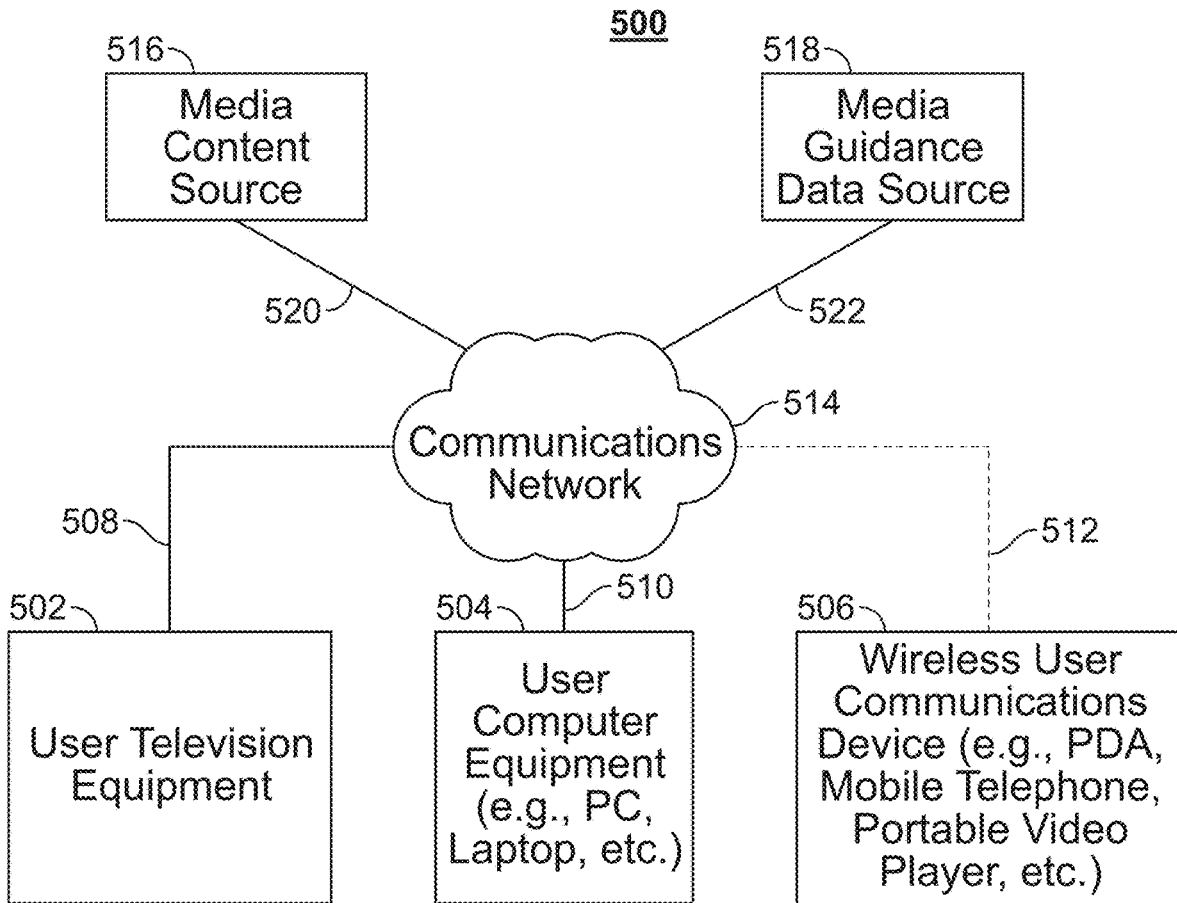 500
516
Media
Content
Source
518
Media
Guidance
Data Source
520
522
514
Communications
Network
508
512
510
502
User Television
Equipment
504
User
Computer
Equipment
(e.g., PC,
Laptop, etc.)
506
Wireless User
Communications
Device (e.g., PDA,
Mobile Telephone,
Portable Video
Player, etc.)